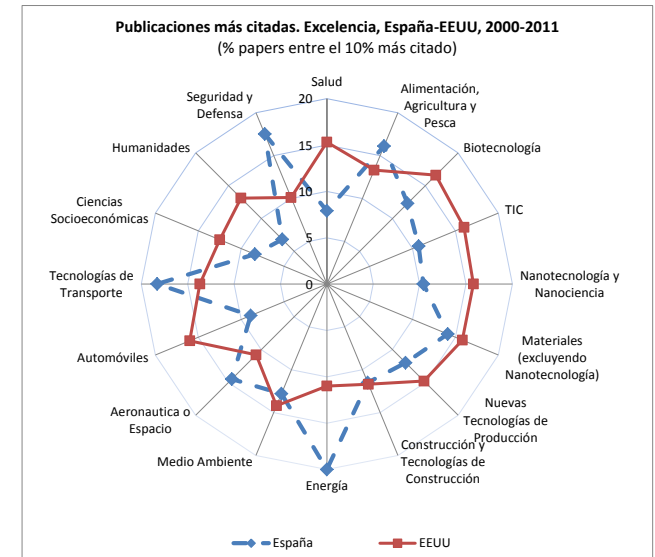 Publicaciones más citadas. Excelencia, España-EEUU, 2000-2011
(% papers entre el 10% más citado)
Salud
Alimentación,
Agricultura y
Pesca
Biotecnología
TIC
Nanotecnología y
Nanociencia
Materiales
(excluyendo
Nanotecnología)
Nuevas
Tecnologías de
Producción
Construcción y
Tecnologías de
Construcción
Energía
Medio Ambiente
Aeronautica o
Espacio
Automóviles
Tecnologías de
Transporte
Ciencias
Socioeconómicas
Humanidades
Seguridad y
Defensa
20
15
10
5
0
España
EEUU